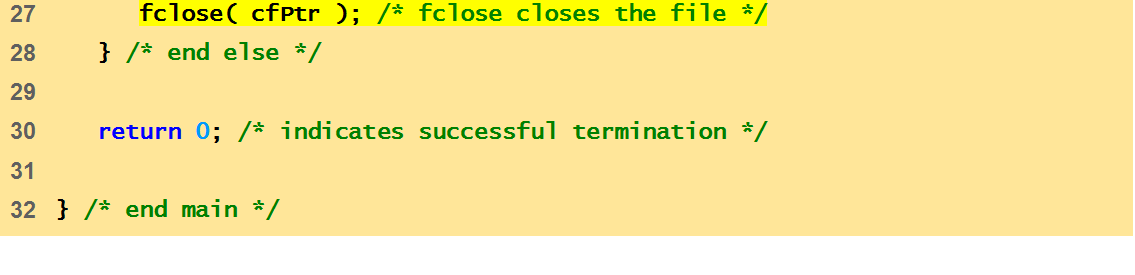 27 fclose( cfPtr ); /* fclose closes the file */
28 } /* end else */
29
30 return 0; /* indicates successful termination */
31
32 } /* end main */